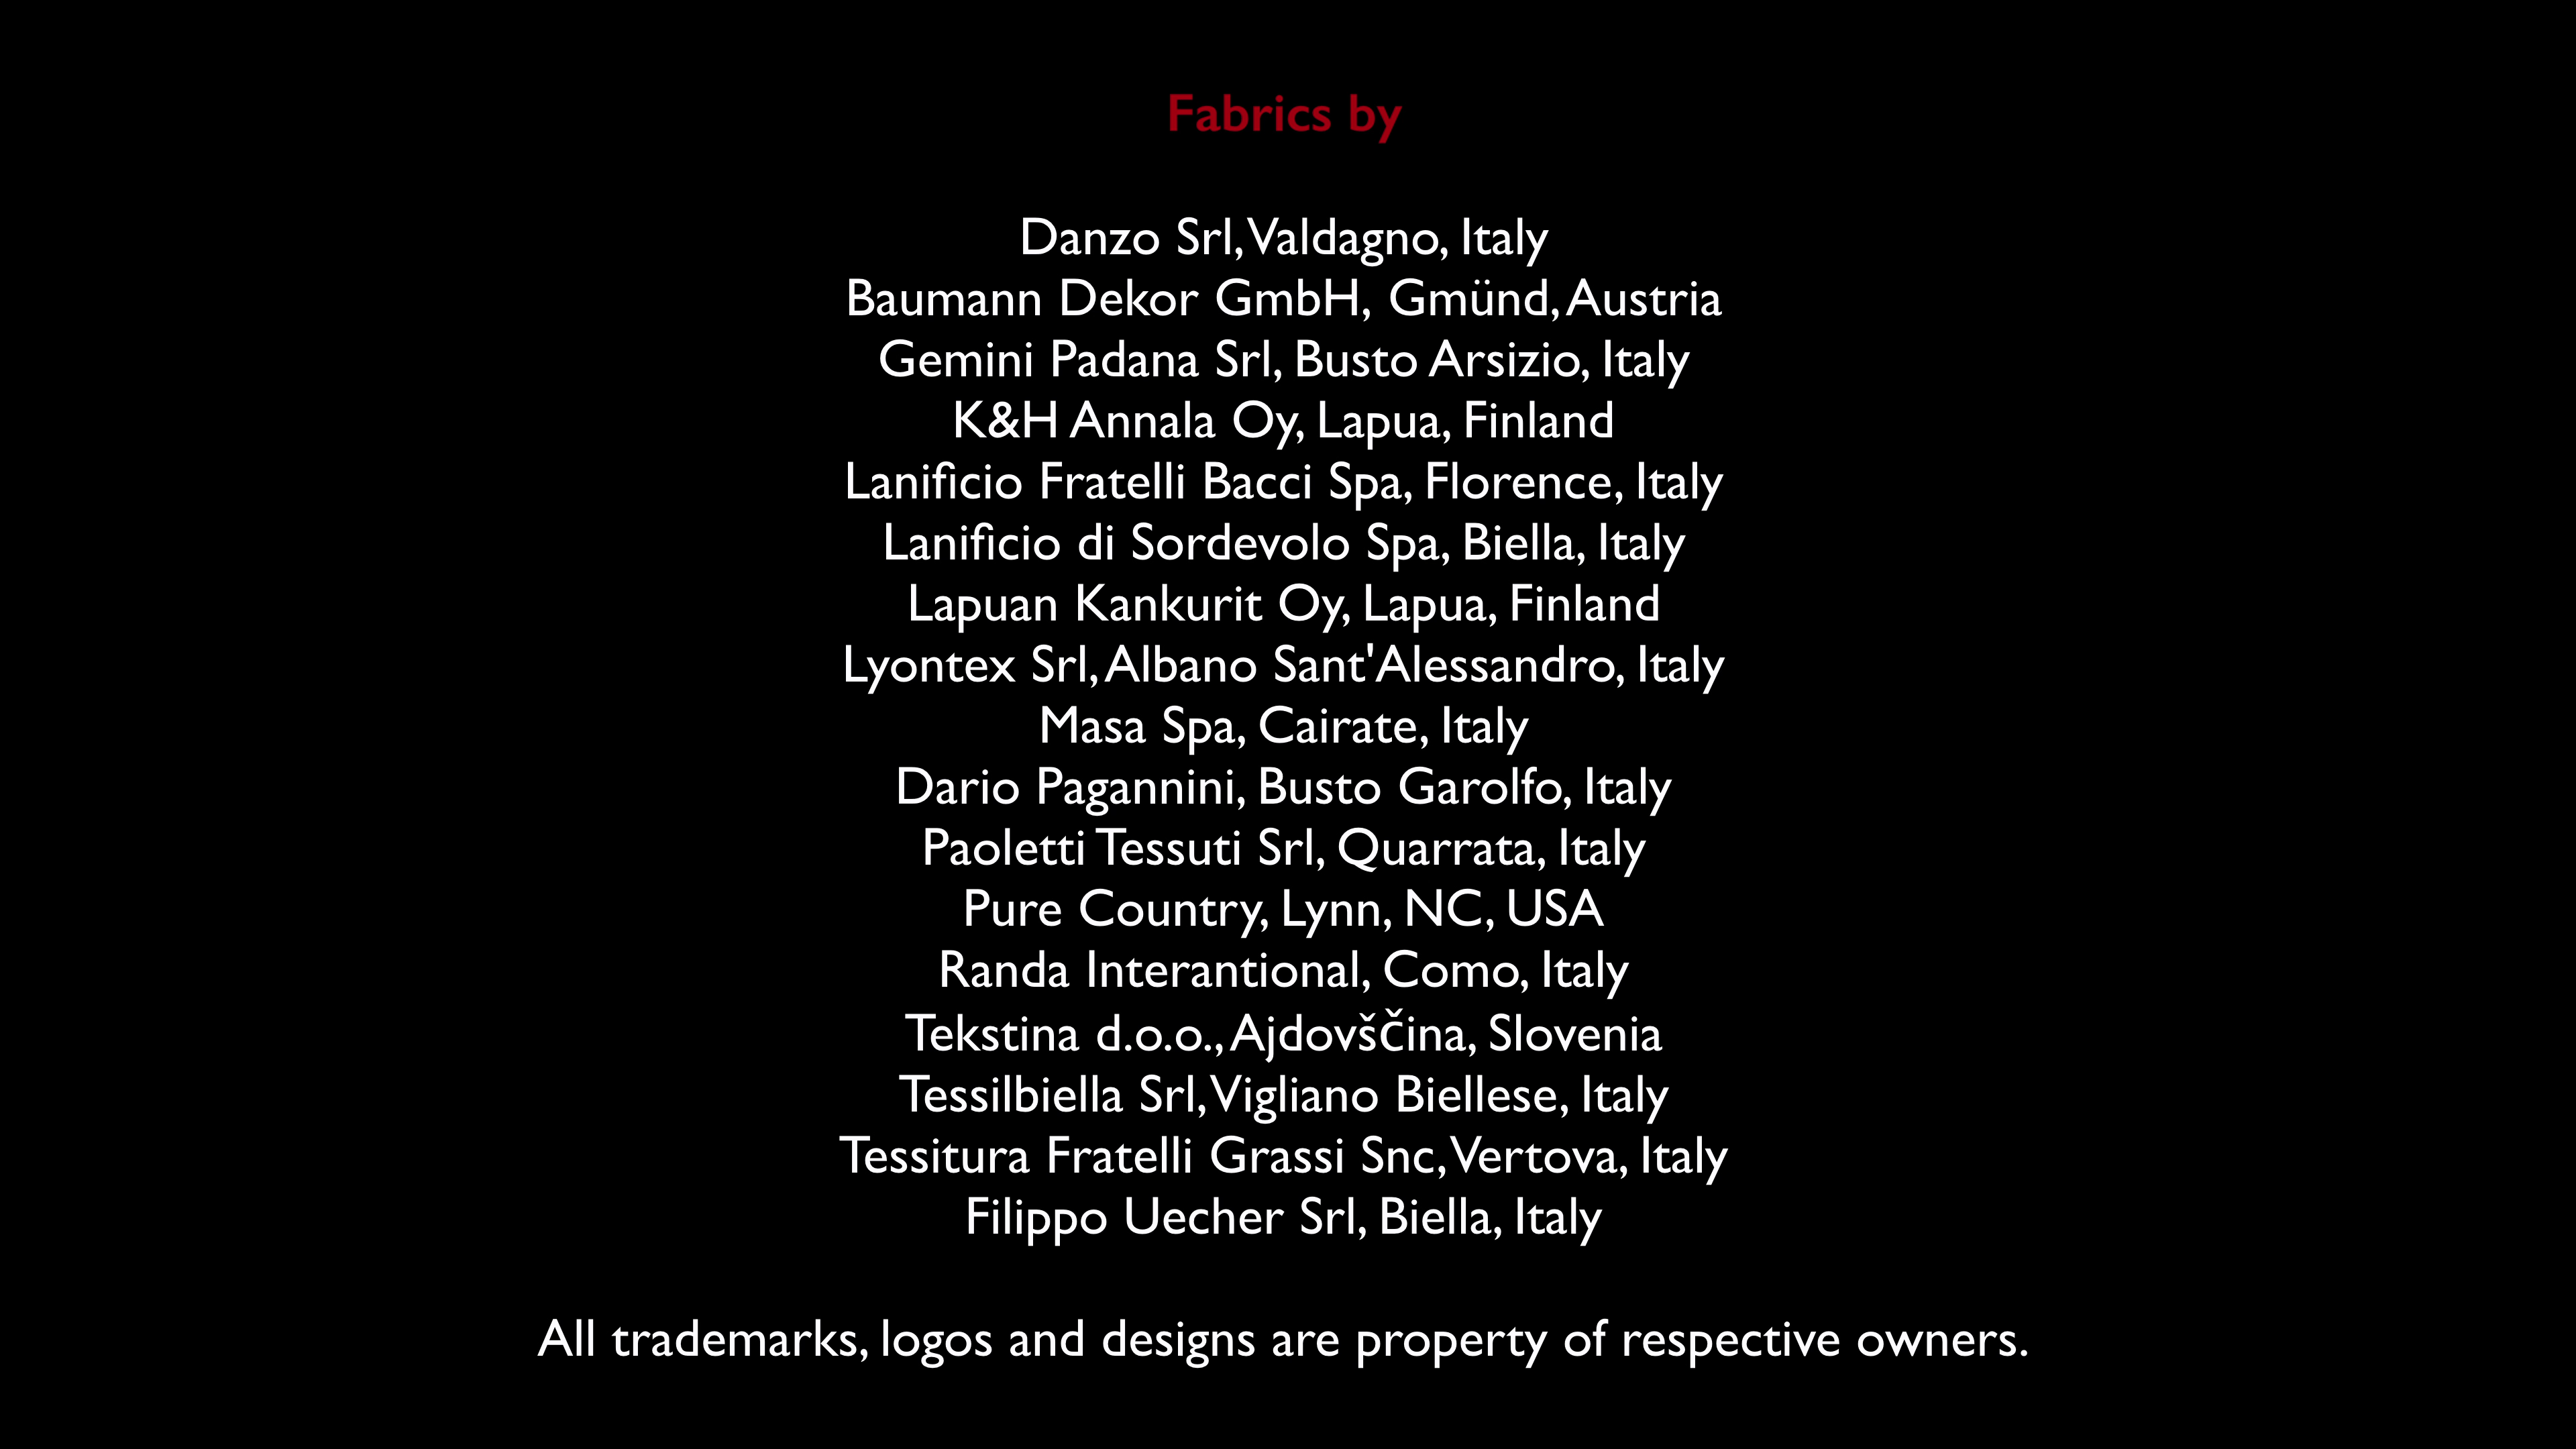 Fabrics by
Danzo Srl, Valdagno, Italy
Baumann Dekor GmbH, Gmünd, Austria
Gemini Padana Srl, Busto Arsizio, Italy
K&H Annala Oy, Lapua, Finland
Lanificio Fratelli Bacci Spa, Florence, Italy
Lanificio di Sordevolo Spa, Biella, Italy
Lapuan Kankurit Oy, Lapua, Finland
Lyontex Srl, Albano Sant'Alessandro, Italy
Masa Spa, Cairate, Italy
Dario Pagannini, Busto Garolfo, Italy
Paoletti Tessuti Srl, Quarrata, Italy
Pure Country, Lynn, NC, USA
Randa Interantional, Como, Italy
Tekstina d.o.o., Ajdovščina, Slovenia
Tessilbiella Srl, Vigliano Biellese, Italy
Tessitura Fratelli Grassi Snc, Vertova, Italy
Filippo Uecher Srl, Biella, Italy
All trademarks, logos and designs are property of respective owners.